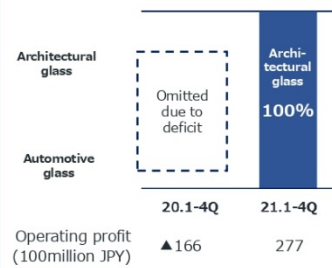 Architectural
glass
Omitted
due to
deficit
Archi-
tectural
glass
100%
Automotive
glass
20.1-4Q
21.1-4Q
Operating profit
(100million JPY)
▲166
277